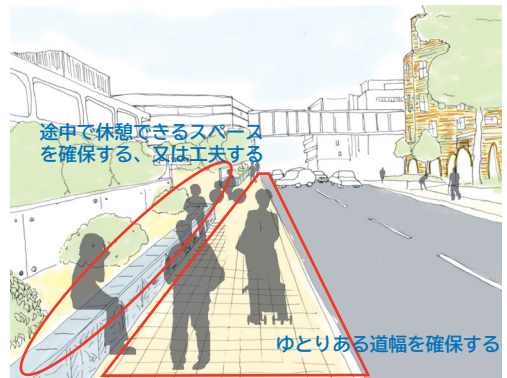 途中で休憩できるスペース
を確保する、又は工夫する
ゆとりある道幅を確保する